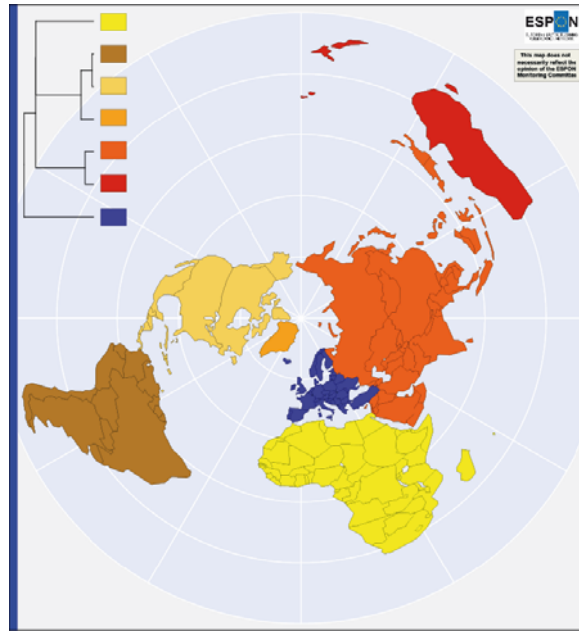 ESPON
This map does not
necessarily reflect the
opinion of the ESPON
Monitoring Committee